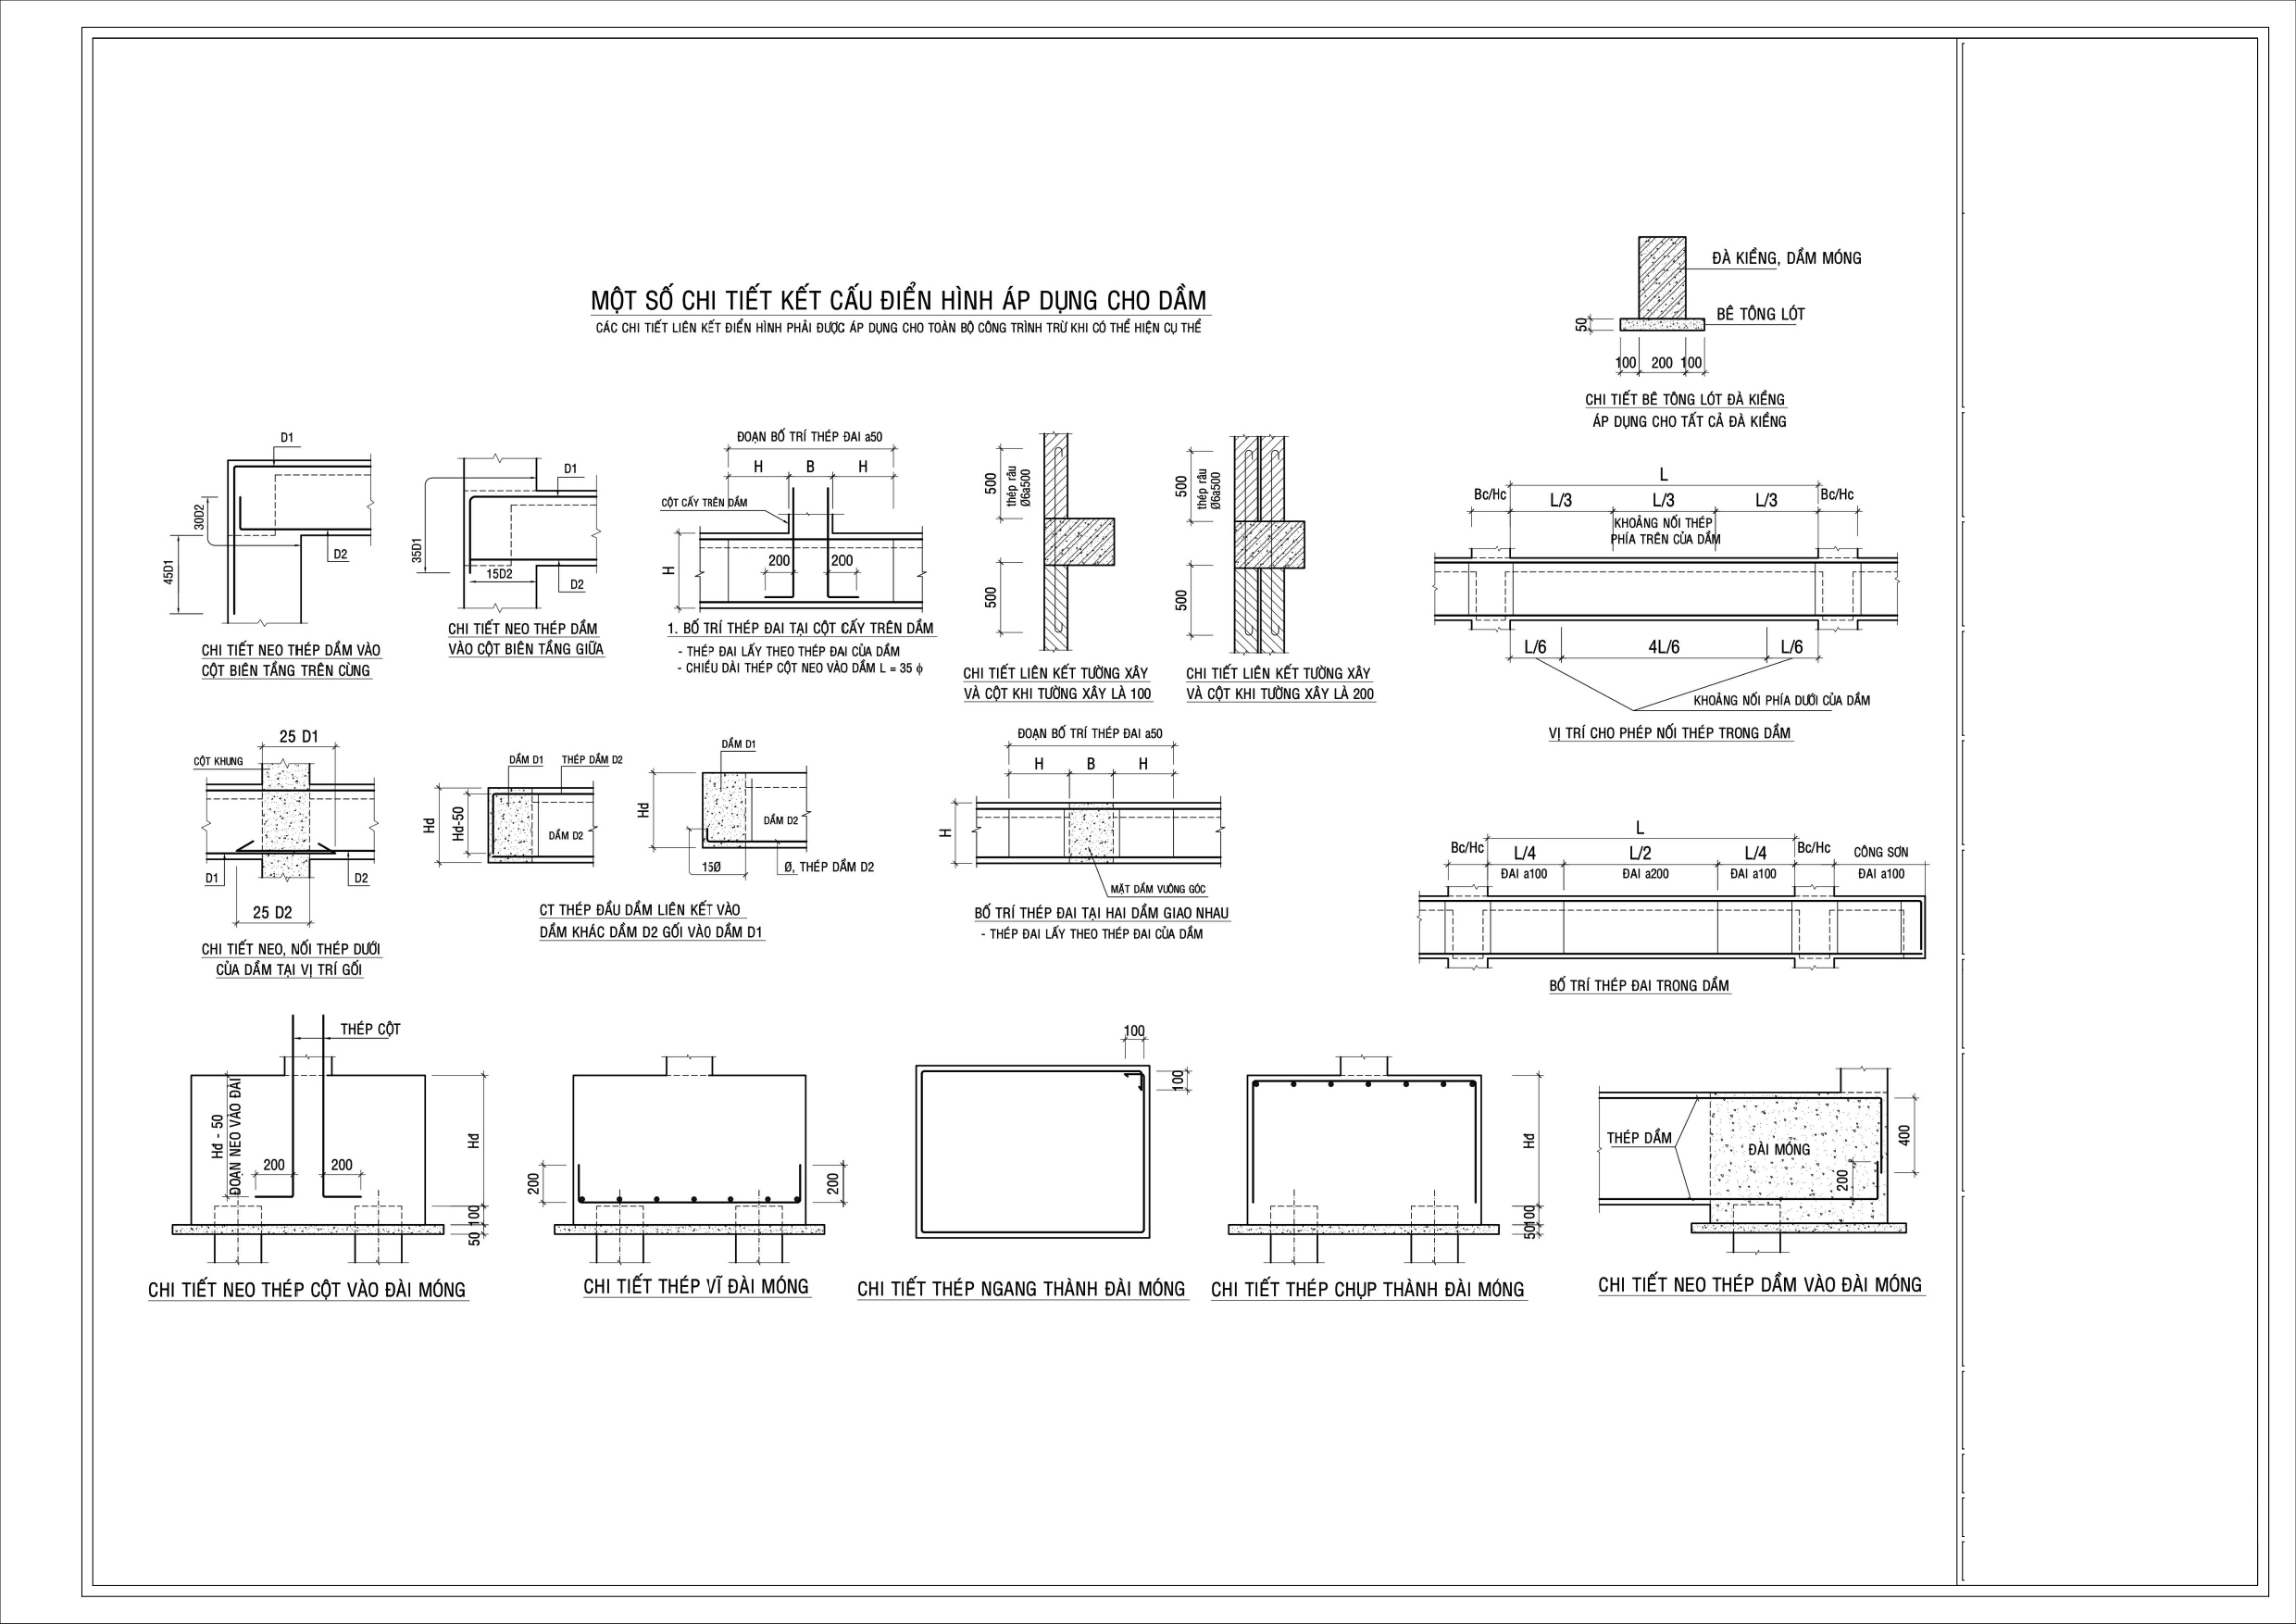 MỘT SỐ CHI TIẾT KẾT CẤU ĐIỂN HÌNH ÁP DỤNG CHO DẦM
CÁC CHI TIẾT LIÊN KẾT ĐIỂN HÌNH PHẢI ĐƯỢC ÁP DỤNG CHO TOÀN BỘ CÔNG TRÌNH TRỪ KHI CÓ THỂ HIỆN CỤ THỂ
ĐÀ KIỀNG, DẦM MÓNG
BÊ TÔNG LÓT
50
100 200 100
CHI TIẾT BÊ TÔNG LÓT ĐÀ KIỀNG
ÁP DỤNG CHO TẤT CẢ ĐÀ KIỀNG
D1
30D2
45D1
D2
CHI TIẾT NEO THÉP DẦM VÀO
CỘT BIÊN TẦNG TRÊN CÙNG
D1
35D1
15D2
D2
CHI TIẾT NEO THÉP DẦM
VÀO CỘT BIÊN TẦNG GIỮA
ĐOẠN BỐ TRÍ THÉP ĐAI a50
H B H
CỘT CẤY TRÊN DẦM
H
200 200
1. BỐ TRÍ THÉP ĐAI TẠI CỘT CẤY TRÊN DẦM
- THÉP ĐAI LẤY THEO THÉP ĐAI CỦA DẦM
- CHIỀU DÀI THÉP CỘT NEO VÀO DẦM L = 35 ϕ
500
thép râu
Ø6a500
500
CHI TIẾT LIÊN KẾT TƯỜNG XÂY
VÀ CỘT KHI TƯỜNG XÂY LÀ 100
500
thép râu
Ø6a500
500
CHI TIẾT LIÊN KẾT TƯỜNG XÂY
VÀ CỘT KHI TƯỜNG XÂY LÀ 200
L
Bc/Hc L/3 L/3 L/3 Bc/Hc
KHOẢNG NỐI THÉP
PHÍA TRÊN CỦA DẦM
L/6 4L/6 L/6
KHOẢNG NỐI PHÍA DƯỚI CỦA DẦM
VỊ TRÍ CHO PHÉP NỐI THÉP TRONG DẦM
25 D1
CỘT KHUNG
D1
D2
25 D2
CHI TIẾT NEO, NỐI THÉP DƯỚI
CỦA DẦM TẠI VỊ TRÍ GỐI
DẦM D1 THÉP DẦM D2
Hd
Hd-50
DẦM D2
DẦM D1
Hd
DẦM D2
15Ø
Ø, THÉP DẦM D2
CT THÉP ĐẦU DẦM LIÊN KẾT VÀO
DẦM KHÁC DẦM D2 GỐI VÀO DẦM D1
ĐOẠN BỐ TRÍ THÉP ĐAI a50
H B H
H
MẶT DẦM VUÔNG GÓC
BỐ TRÍ THÉP ĐAI TẠI HAI DẦM GIAO NHAU
- THÉP ĐAI LẤY THEO THÉP ĐAI CỦA DẦM
L
Bc/Hc L/4 L/2 L/4 Bc/Hc CÔNG SƠN
ĐAI a100 ĐAI a200 ĐAI a100 ĐAI a100
BỐ TRÍ THÉP ĐAI TRONG DẦM
THÉP CỘT
Hđ - 50
ĐOẠN NEO VÀO ĐÀI
200 200
Hđ
100
50
CHI TIẾT NEO THÉP CỘT VÀO ĐÀI MÓNG
200
200
CHI TIẾT THÉP VĨ ĐÀI MÓNG
100
100
CHI TIẾT THÉP NGANG THÀNH ĐÀI MÓNG
Hđ
100
50
CHI TIẾT THÉP CHỤP THÀNH ĐÀI MÓNG
THÉP DẦM
ĐÀI MÓNG
400
200
CHI TIẾT NEO THÉP DẦM VÀO ĐÀI MÓNG